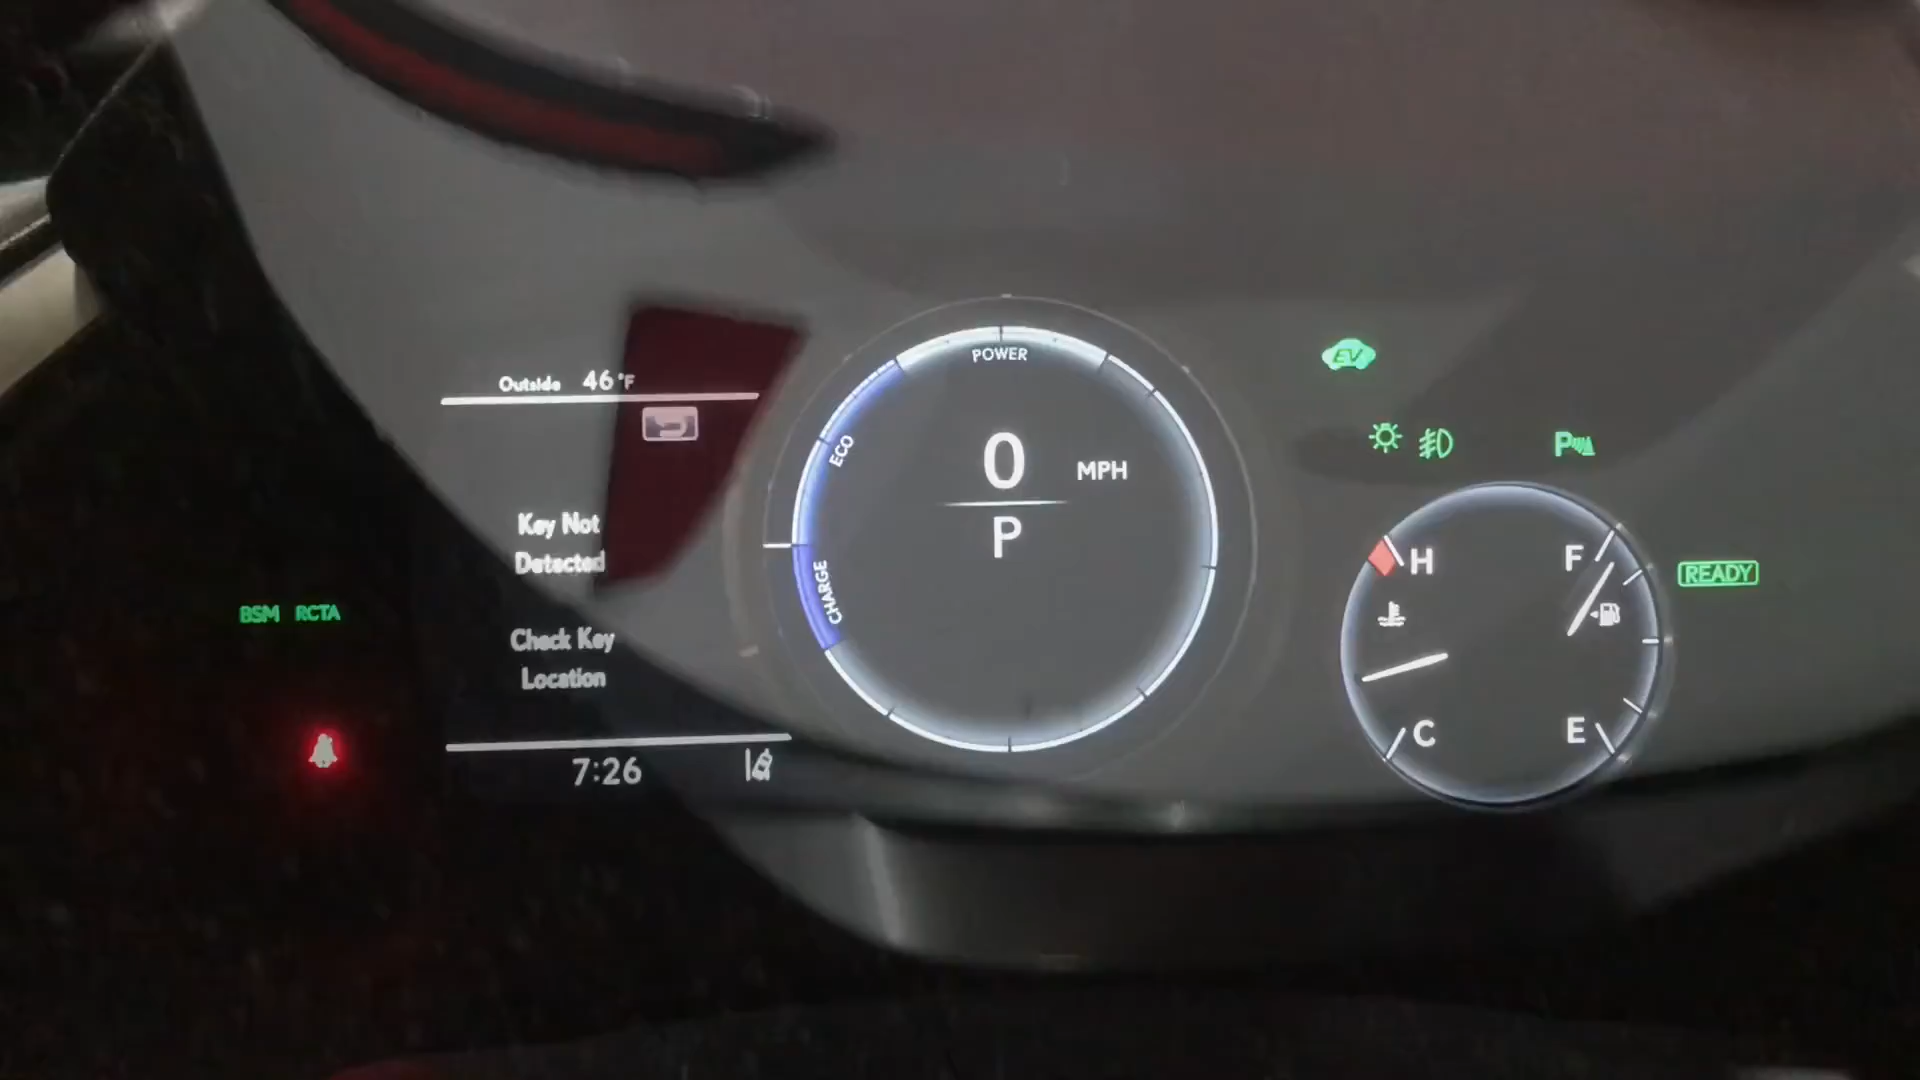 Outside 46°F
Key Not
Detected
Check Key
Location
7:26
BSM RCTA
POWER
ECO
CHARGE
0 MPH
P
EV
P
H
C
F
E
READY